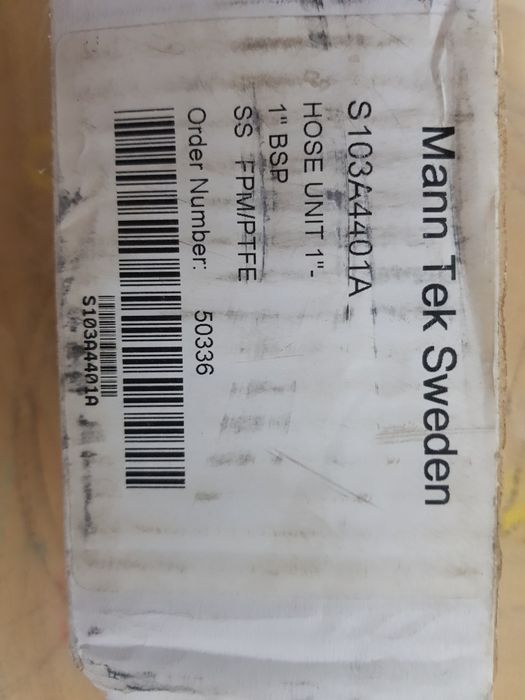 Mann Tek Sweden
S103A4401A
HOSE UNIT 1"-
1" BSP
SS FPM/PTFE
Order Number: 50336
S103A4401A